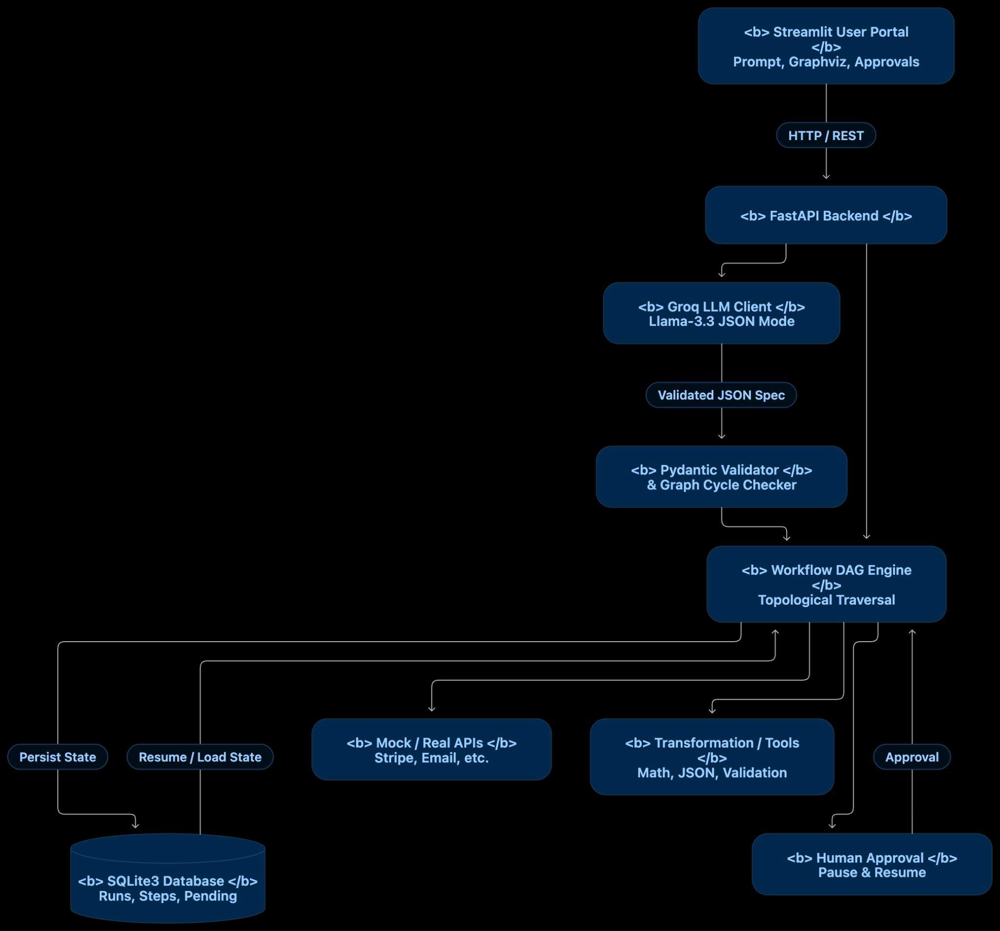 <b> Streamlit User Portal
</b>
Prompt, Graphviz, Approvals
HTTP / REST
<b> FastAPI Backend </b>
<b> Groq LLM Client </b>
Llama-3.3 JSON Mode
Validated JSON Spec
<b> Pydantic Validator </b>
& Graph Cycle Checker
<b> Workflow DAG Engine
</b>
Topological Traversal
<b> Mock / Real APIs </b>
Stripe, Email, etc.
<b> Transformation / Tools
</b>
Math, JSON, Validation
Persist State
Resume / Load State
Approval
<b> SQLite3 Database </b>
Runs, Steps, Pending
<b> Human Approval </b>
Pause & Resume